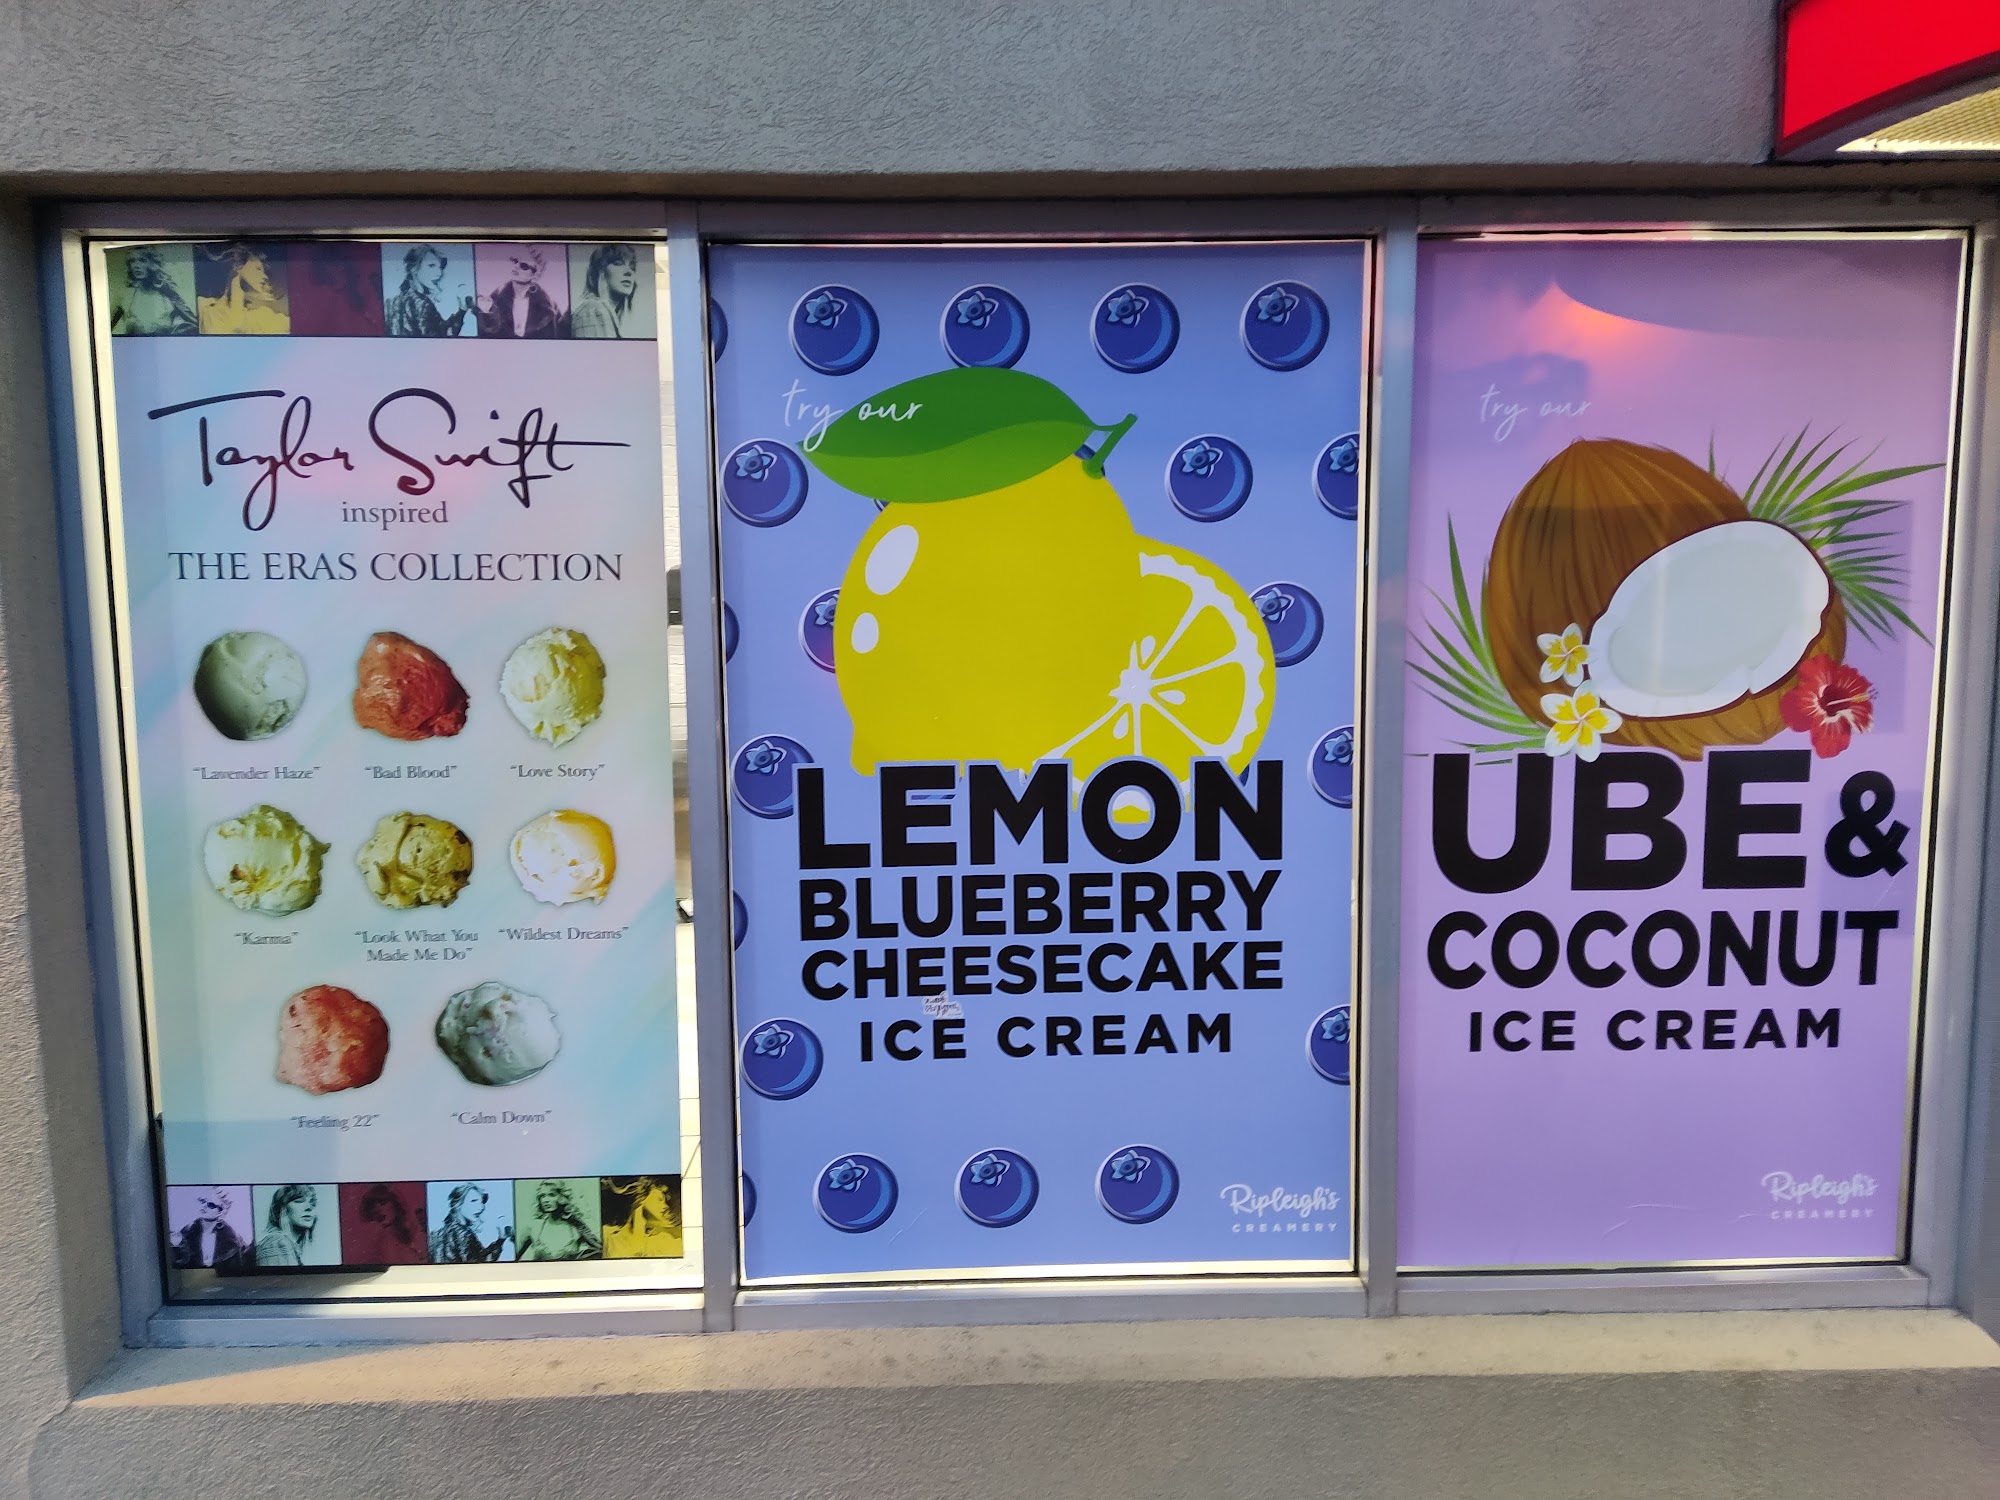 Taylor Swift
inspired
THE ERAS COLLECTION
"Lavender Haze"
"Bad Blood"
"Love Story"
"Karma"
"Look What You
Made Me Do"
"Wildest Dreams"
"Feeling 22"
"Calm Down"
try our
LEMON
BLUEBERRY
CHEESECAKE
ICE CREAM
Ripleigh's
CREAMERY
try our
UBE &
COCONUT
ICE CREAM
Ripleigh's
CREAMERY